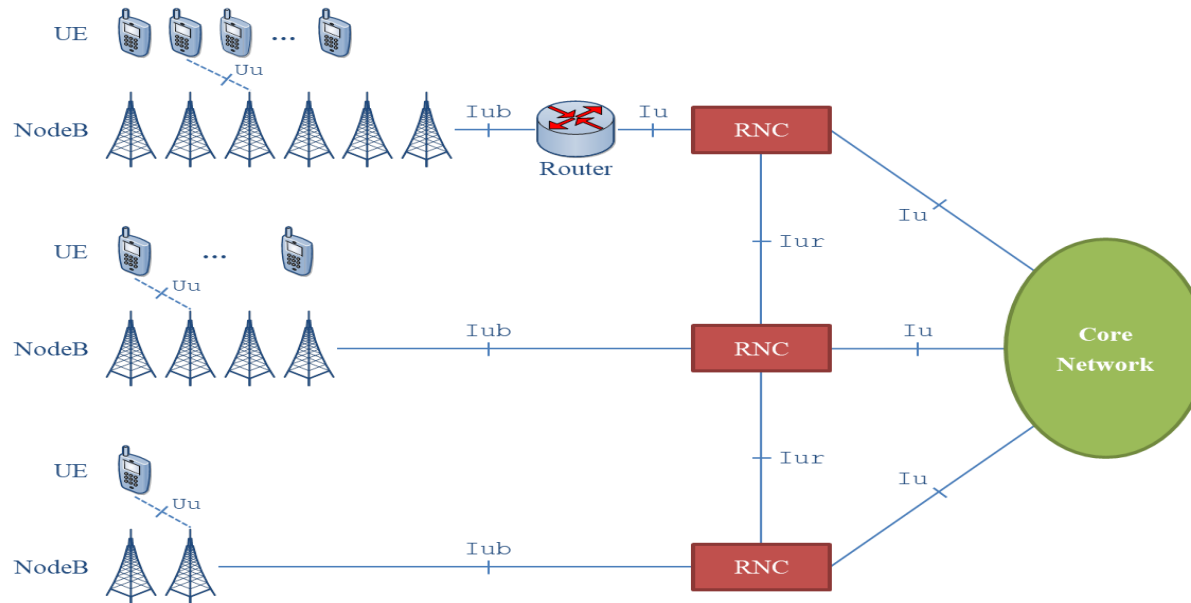 UE
...
Uu
NodeB
Iub
Router
Iu
RNC
Iu
Iur
UE
...
Uu
NodeB
Iub
RNC
Iu
Core
Network
Iur
UE
Uu
NodeB
Iub
RNC
Iu